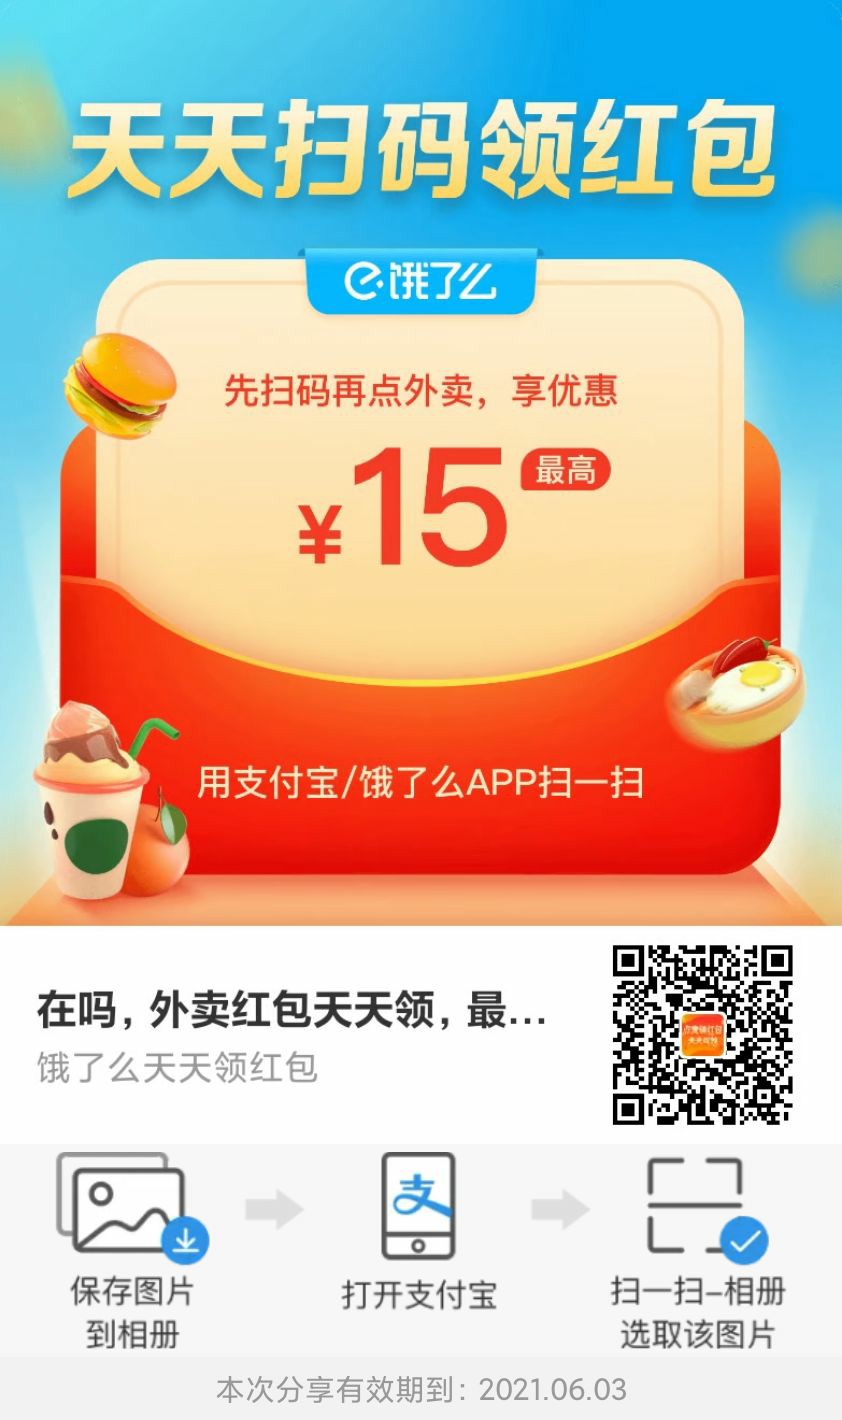 天天扫码领红包
饿了么
先扫码再点外卖，享优惠
¥15 最高
用支付宝/饿了么APP扫一扫
在吗，外卖红包天天领，最...
饿了么天天领红包
支
保存图片
到相册
打开支付宝
扫一扫-相册
选取该图片
本次分享有效期到：2021.06.03